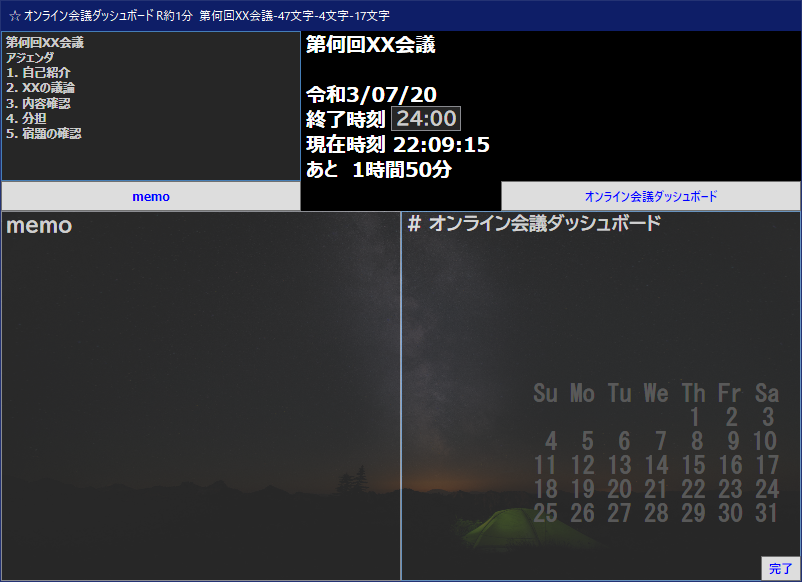 ☆ オンライン会議ダッシュボード R約1分  第何回XX会議-47文字-4文字-17文字
第何回XX会議
アジェンダ
1. 自己紹介
2. XXの議論
3. 内容確認
4. 分担
5. 宿題の確認
第何回XX会議
令和3/07/20
終了時刻 24:00
現在時刻 22:09:15
あと  1時間50分
memo
オンライン会議ダッシュボード
memo
# オンライン会議ダッシュボード
Su Mo Tu We Th Fr Sa
1 2 3
4 5 6 7 8 9 10
11 12 13 14 15 16 17
18 19 20 21 22 23 24
25 26 27 28 29 30 31
完了